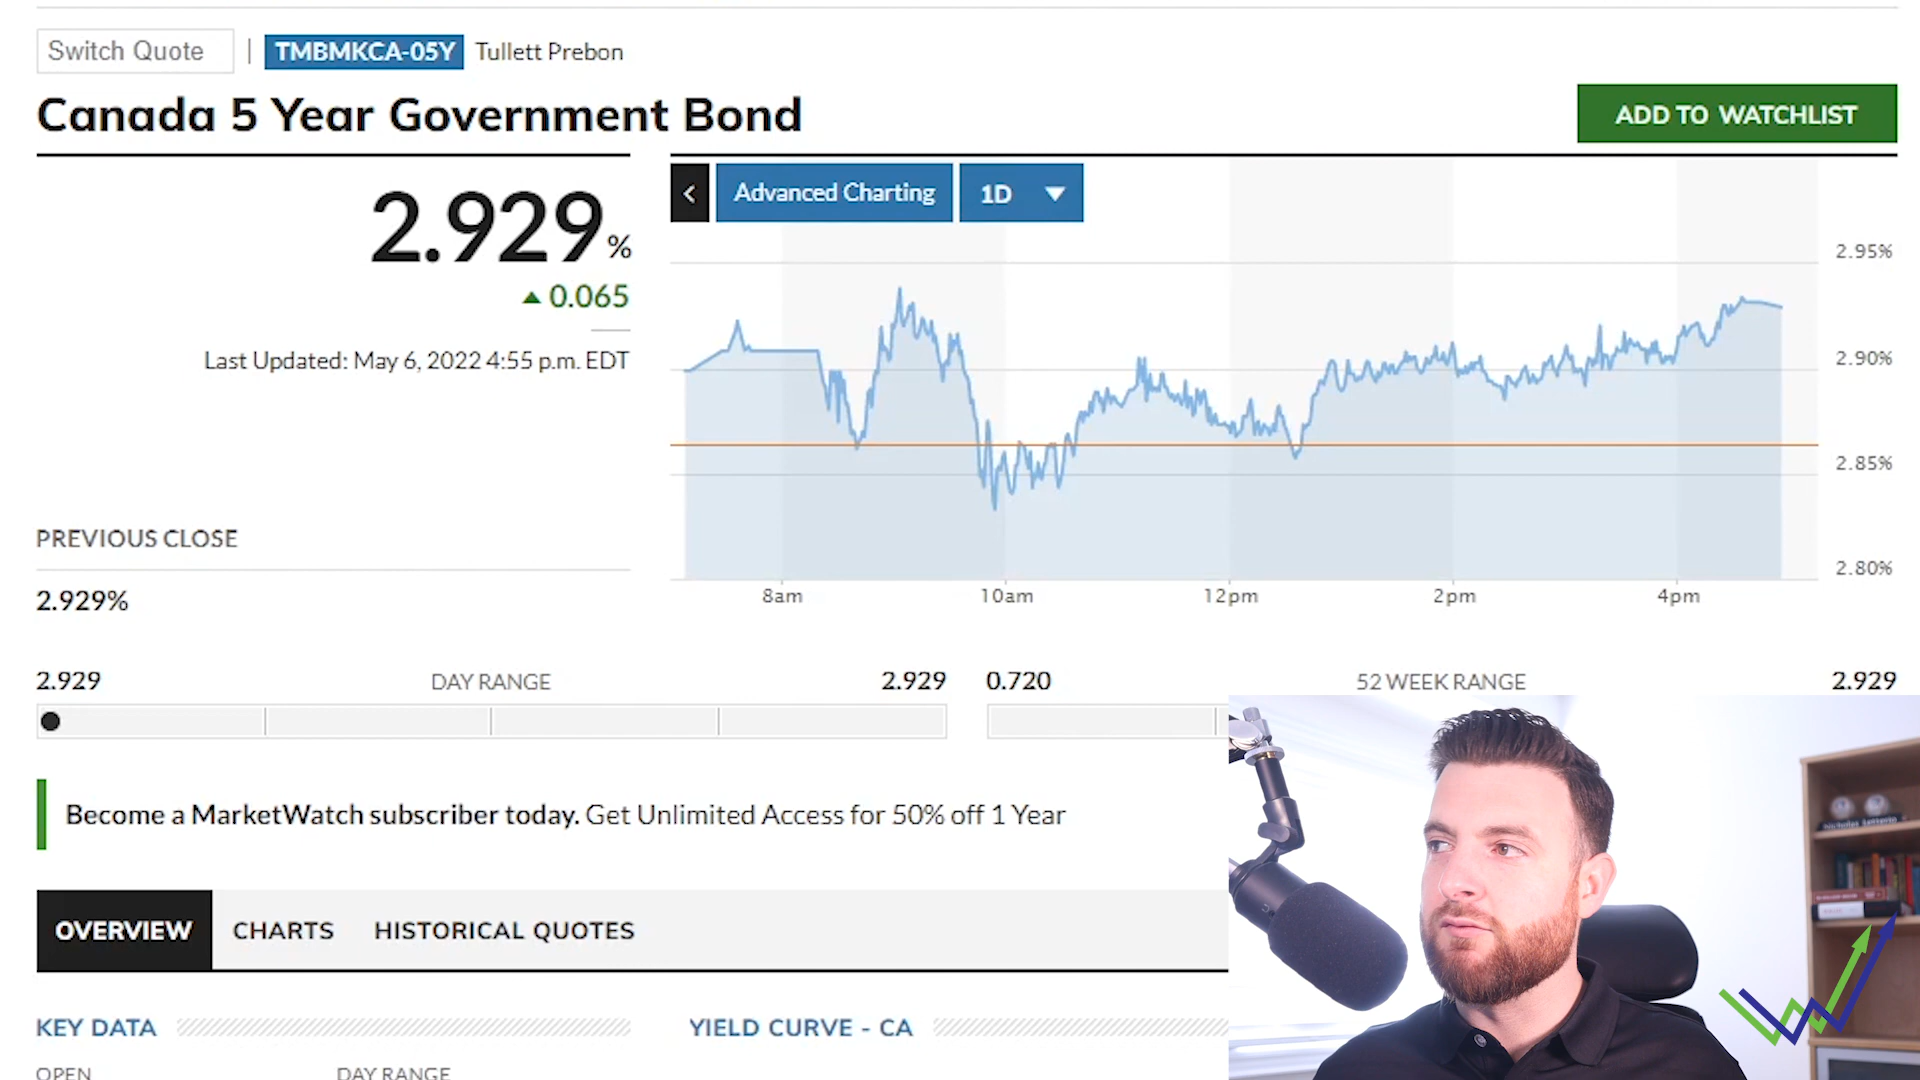 Switch Quote | TMBMKCA-05Y Tullett Prebon
Canada 5 Year Government Bond
ADD TO WATCHLIST
2.929%
0.065
Last Updated: May 6, 2022 4:55 p.m. EDT
Advanced Charting 1D
2.95%
2.90%
2.85%
2.80%
8am 10am 12pm 2pm 4pm
PREVIOUS CLOSE
2.929%
2.929 DAY RANGE 2.929
0.720 52 WEEK RANGE 2.929
Become a MarketWatch subscriber today. Get Unlimited Access for 50% off 1 Year
OVERVIEW CHARTS HISTORICAL QUOTES
KEY DATA
YIELD CURVE - CA
OPEN DAY RANGE